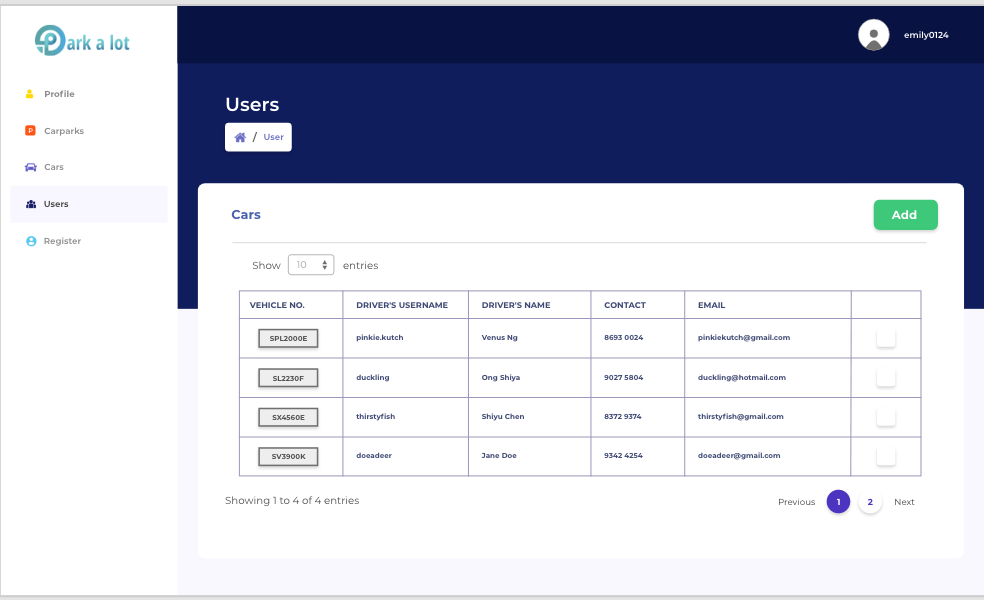 Park a lot
emily0124
Profile
P Carparks
Cars
Users
Register
Users
/ User
Cars
Add
Show 10 entries
VEHICLE NO. DRIVER'S USERNAME DRIVER'S NAME CONTACT EMAIL
SPL2000E pinkie.kutch Venus Ng 8693 0024 pinkiekutch@gmail.com
SL2230F duckling Ong Shiya 9027 5804 duckling@hotmail.com
SX4560E thirstyfish Shiyu Chen 8372 9374 thirstyfish@gmail.com
SV3900K doeadeer Jane Doe 9342 4254 doeadeer@gmail.com
Showing 1 to 4 of 4 entries
Previous 1 2 Next